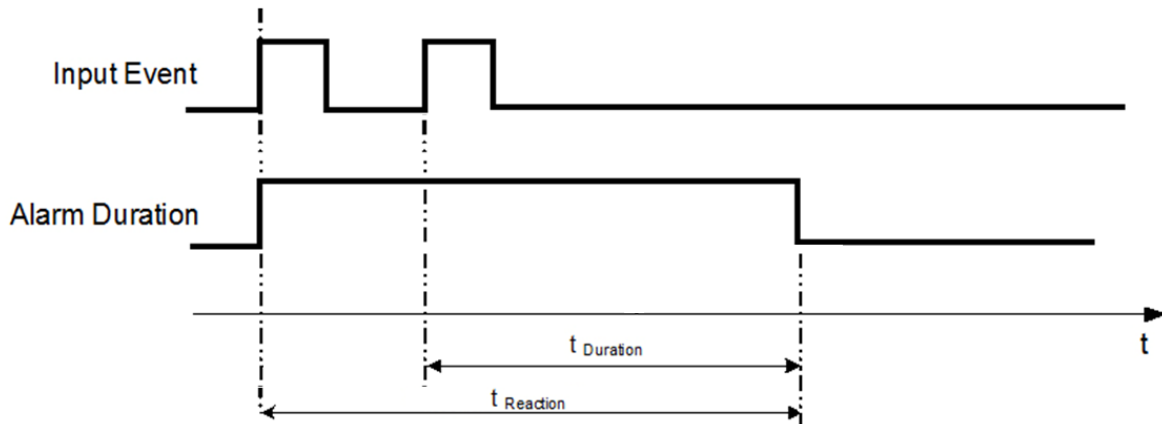 Input Event
Alarm Duration
t
t Duration
t Reaction